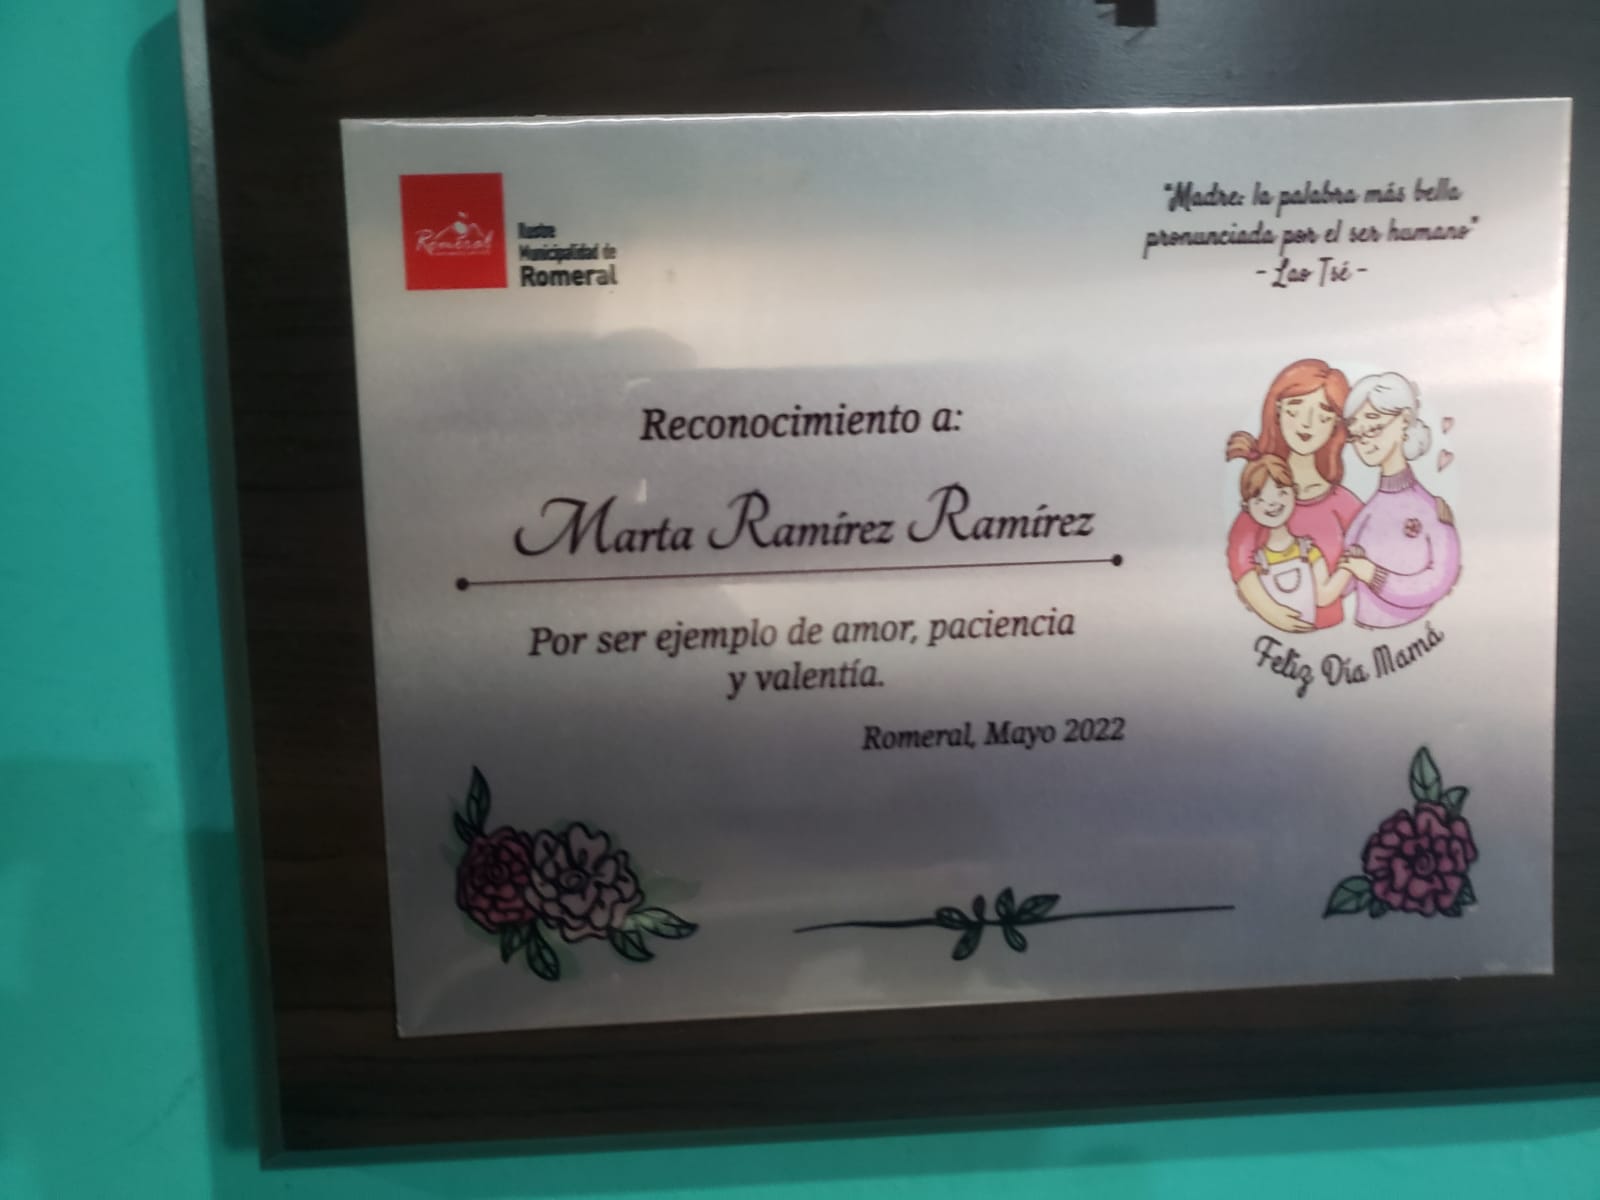 Romeral
Ilustre
Municipalidad de
Romeral
"Madre: la palabra más bella
pronunciada por el ser humano"
- Lao Tsé -
Reconocimiento a:
Marta Ramírez Ramírez
Por ser ejemplo de amor, paciencia
y valentía.
Romeral, Mayo 2022
Feliz Día Mamá